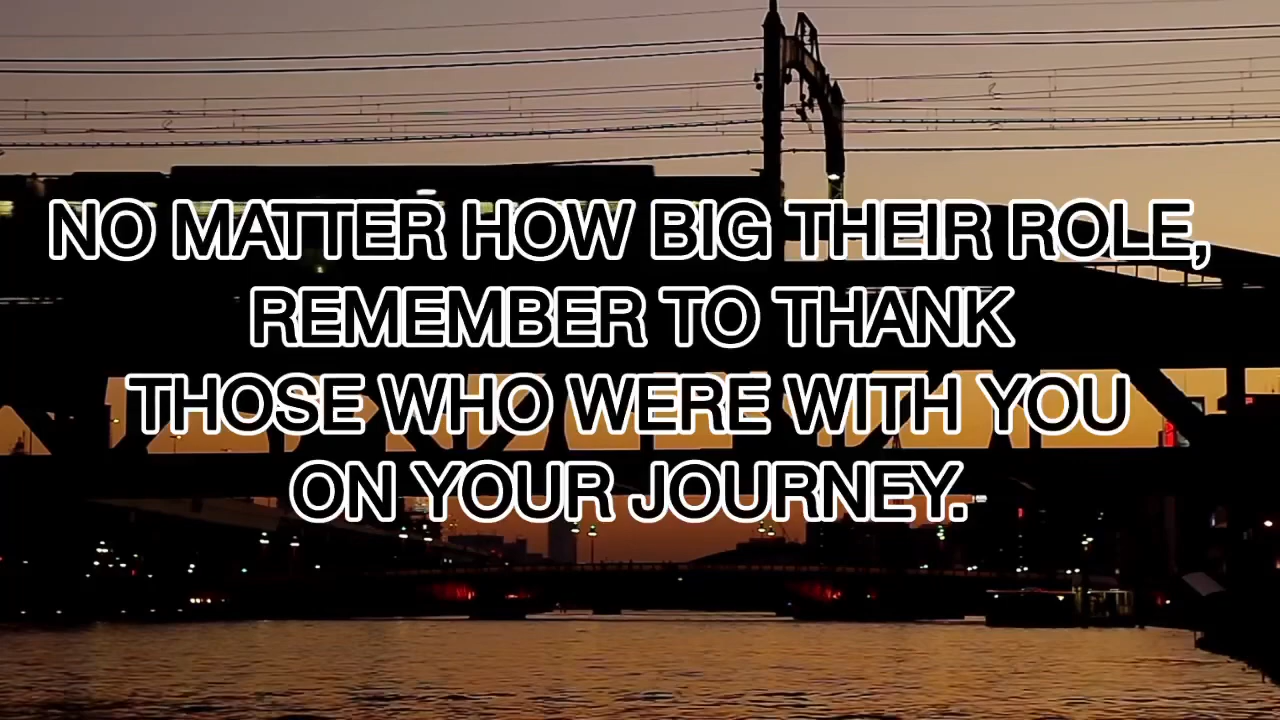 NO MATTER HOW BIG THEIR ROLE,
REMEMBER TO THANK
THOSE WHO WERE WITH YOU
ON YOUR JOURNEY.